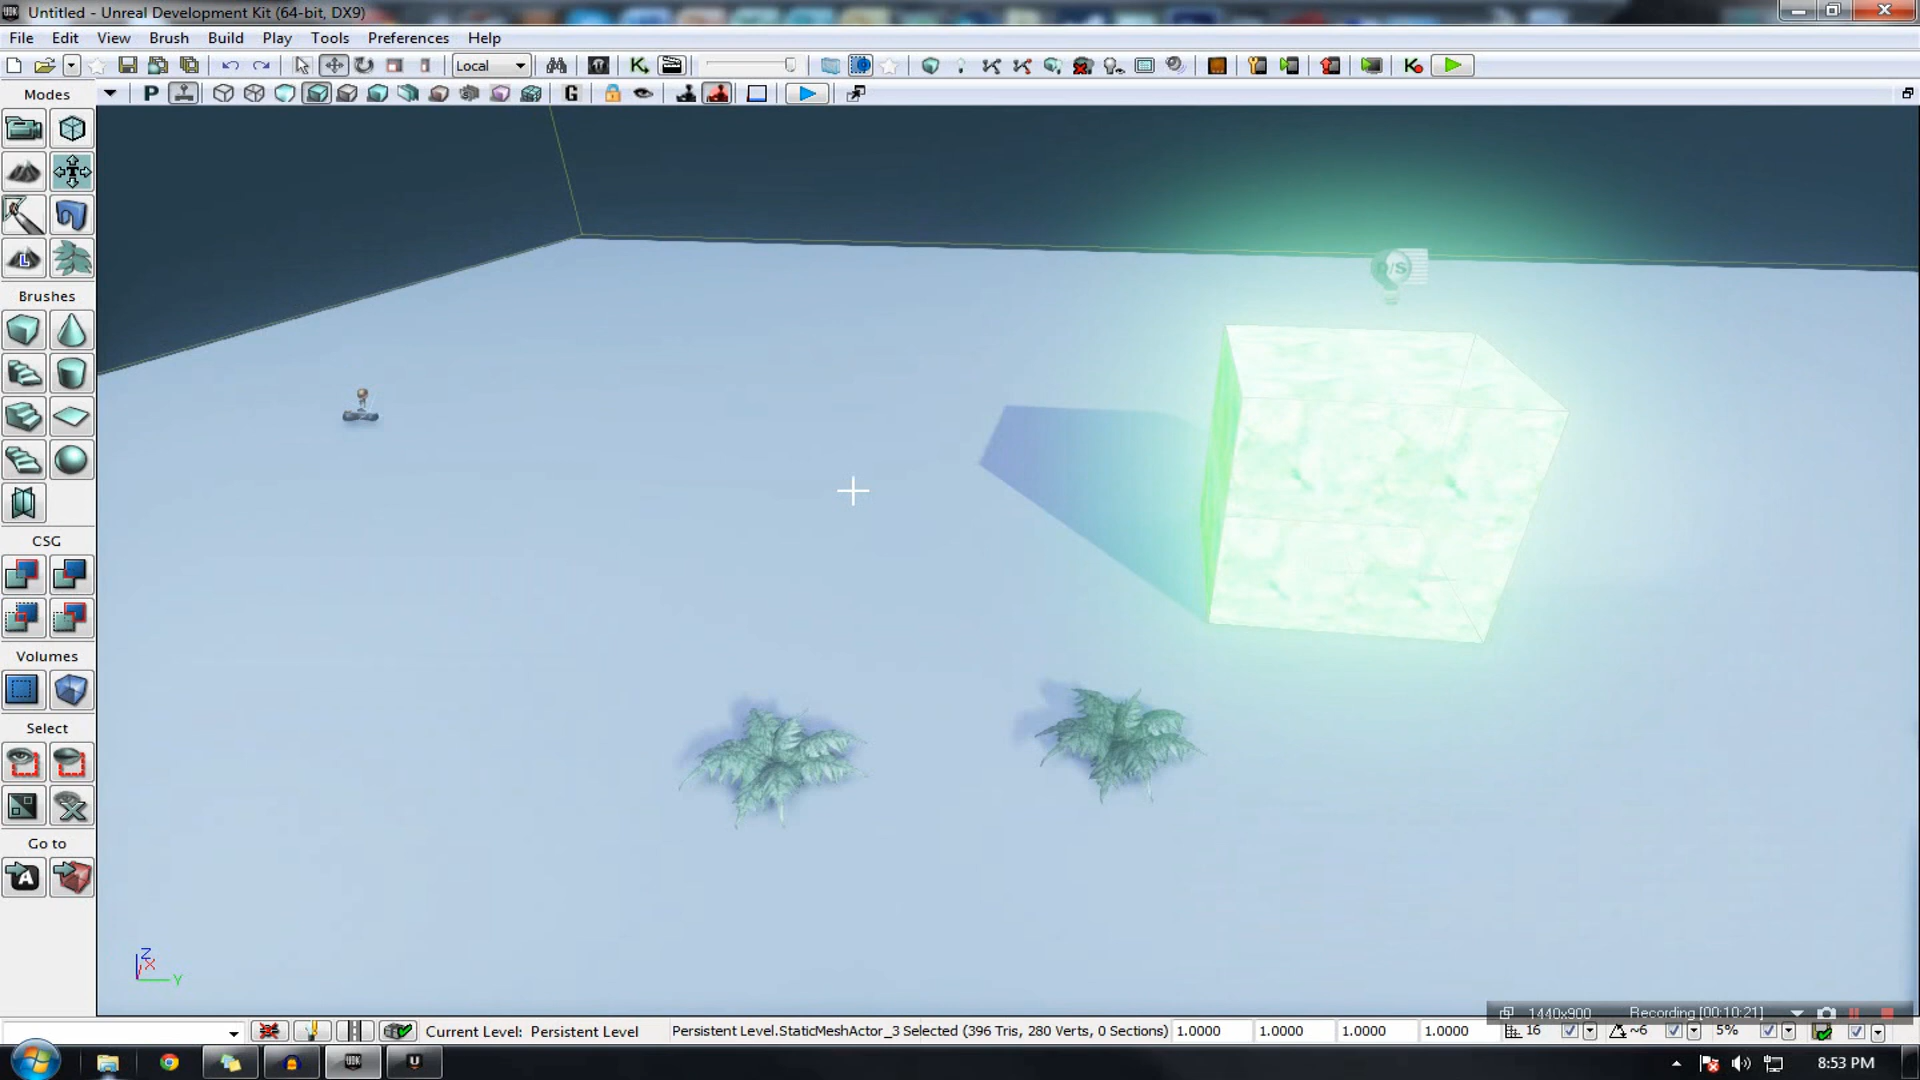 Untitled - Unreal Development Kit (64-bit, DX9)
File Edit View Brush Build Play Tools Preferences Help
Local
Modes
P
G
L
Brushes
CSG
Volumes
Select
Go to
A
D/S
Z
X
Y
1440x900 Recording [00:10:21]
Current Level: Persistent Level Persistent Level.StaticMeshActor_3 Selected (396 Tris, 280 Verts, 0 Sections) 1.0000 1.0000 1.0000 1.0000 16 ~6 5%
UDK
8:53 PM